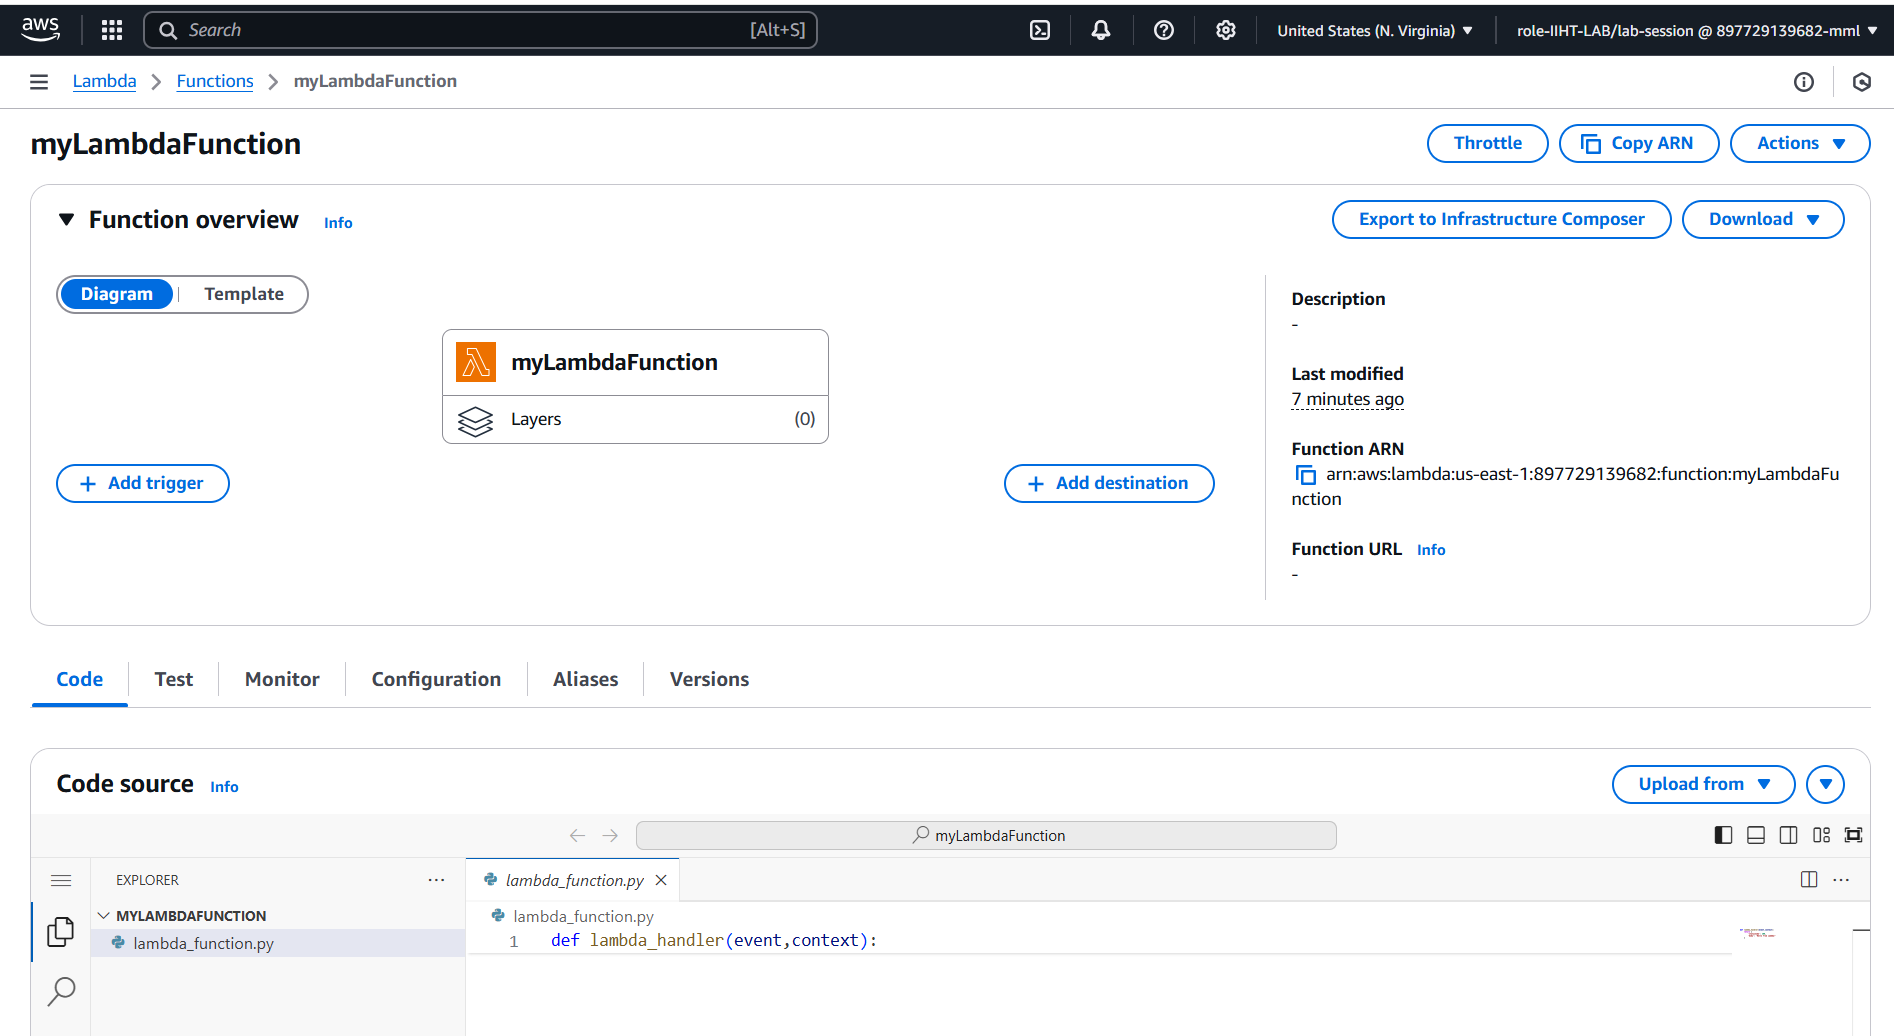 aws Search [Alt+S] United States (N. Virginia) role-IIHT-LAB/lab-session @ 897729139682-mml
Lambda Functions myLambdaFunction
myLambdaFunction
Throttle Copy ARN Actions
Function overview Info
Export to Infrastructure Composer Download
Diagram Template
myLambdaFunction
Layers (0)
+ Add trigger
+ Add destination
Description
-
Last modified
7 minutes ago
Function ARN
arn:aws:lambda:us-east-1:897729139682:function:myLambdaFu
nction
Function URL Info
-
Code Test Monitor Configuration Aliases Versions
Code source Info
Upload from
myLambdaFunction
EXPLORER
MYLAMBDAFUNCTION
lambda_function.py
lambda_function.py
lambda_function.py
1 def lambda_handler(event,context):